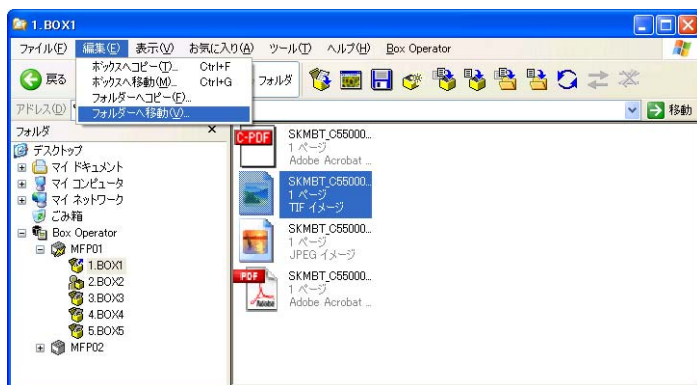 1.BOX1
ファイル(F) 編集(E) 表示(V) お気に入り(A) ツール(T) ヘルプ(H) Box Operator
戻る フォルダ
ボックスへコピー(T)... Ctrl+F
ボックスへ移動(M)... Ctrl+G
フォルダーへコピー(F)...
フォルダーへ移動(V)...
アドレス(D) 移動
フォルダ ×
デスクトップ
マイ ドキュメント
マイ コンピュータ
マイ ネットワーク
ごみ箱
Box Operator
MFP01
1.BOX1
2.BOX2
3.BOX3
4.BOX4
5.BOX5
MFP02
C-PDF
SKMBT_C55000...
1 ページ
Adobe Acrobat ...
SKMBT_C55000...
1 ページ
TIF イメージ
SKMBT_C55000...
1 ページ
JPEG イメージ
PDF
Adobe
SKMBT_C55000...
1 ページ
Adobe Acrobat ...